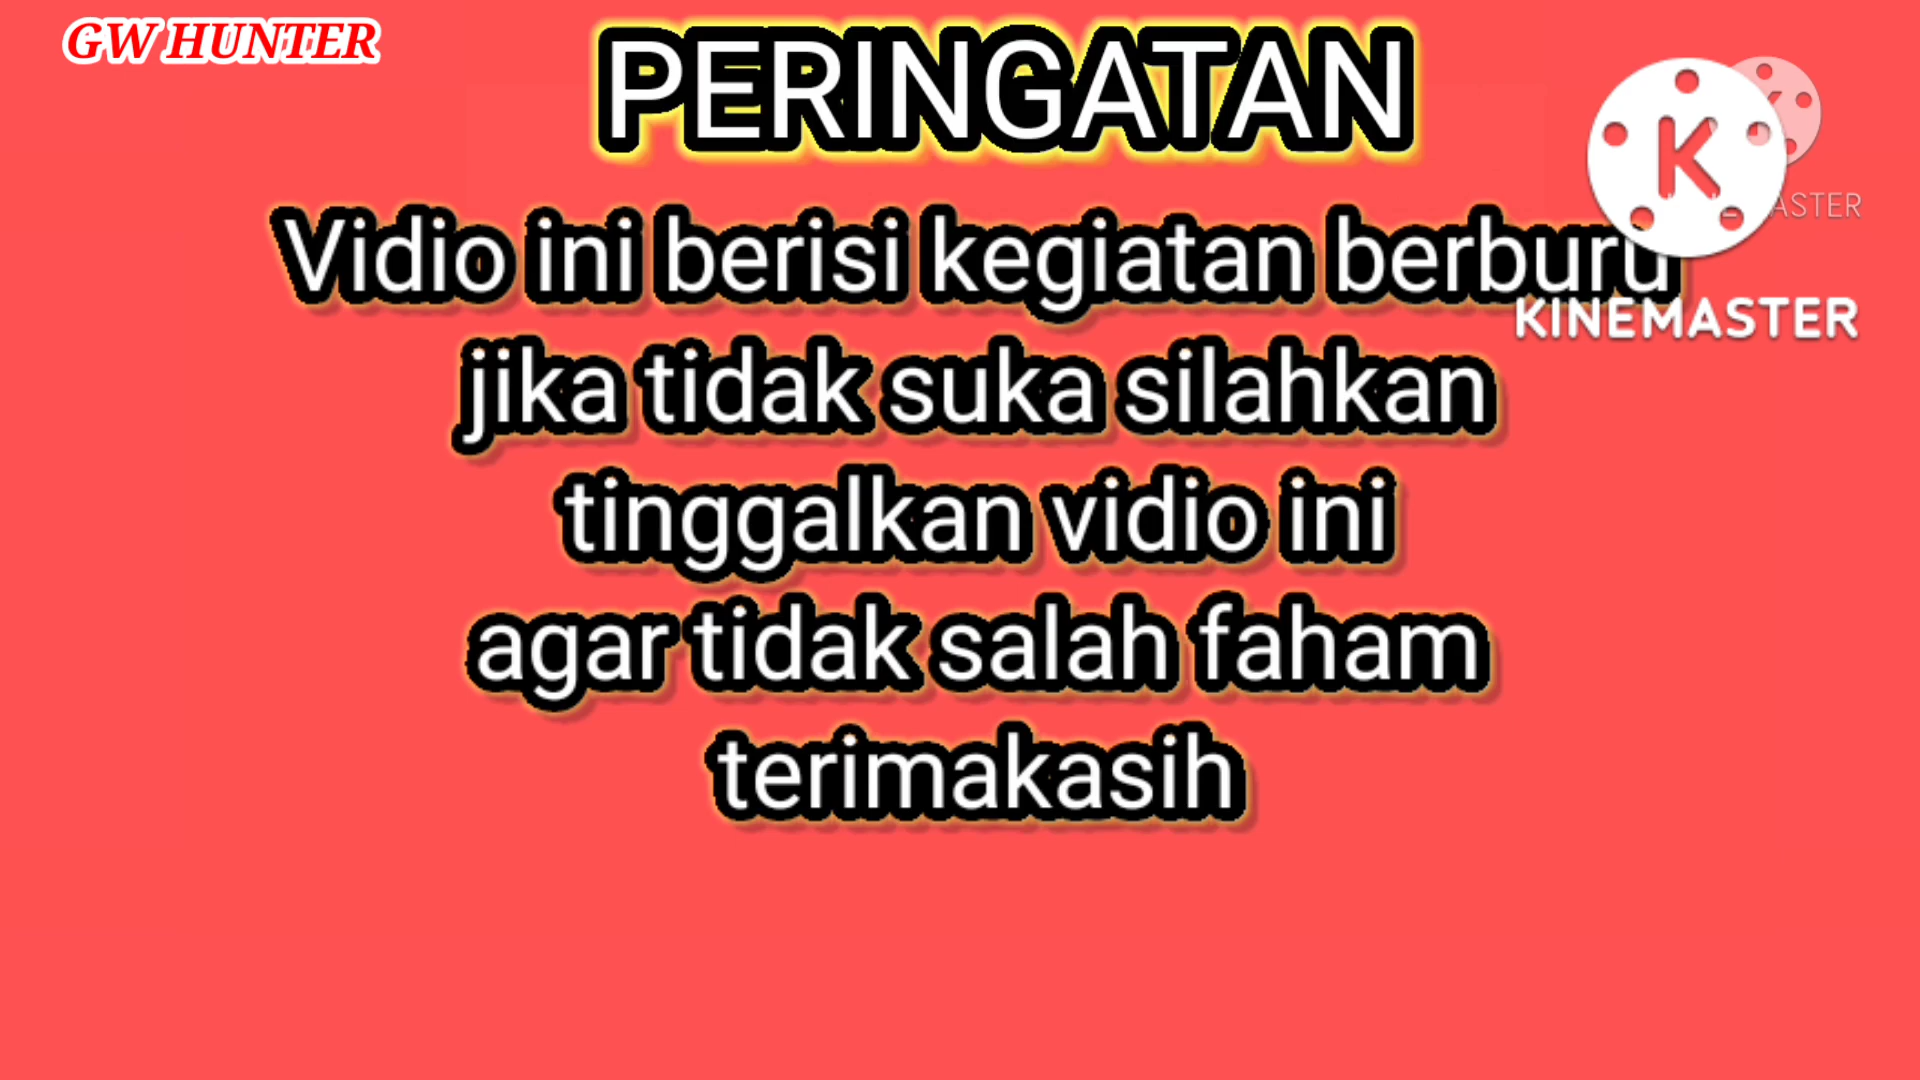 GW HUNTER
PERINGATAN
Vidio ini berisi kegiatan berburu
jika tidak suka silahkan
tinggalkan vidio ini
agar tidak salah faham
terimakasih
KINEMASTER